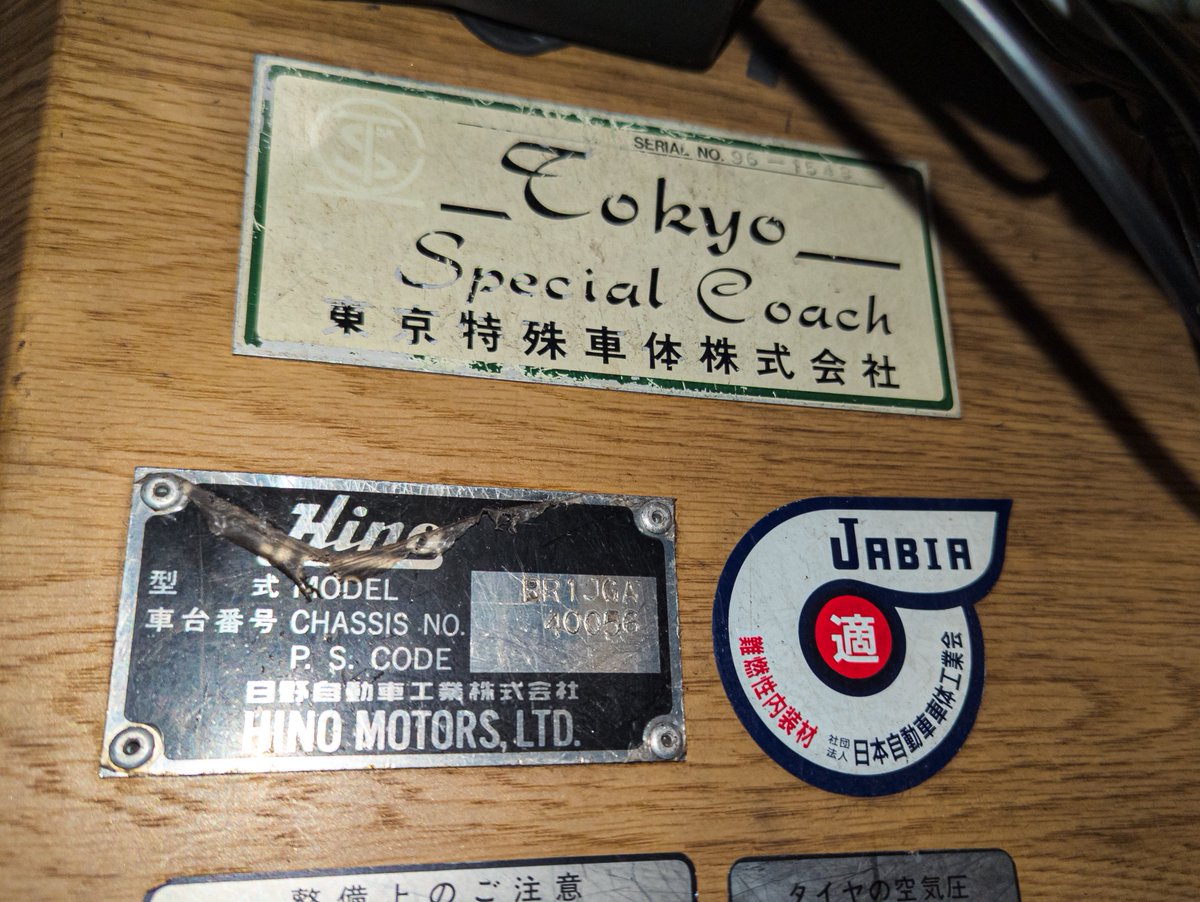 SERIAL NO. 96-1549
Tokyo
Special Coach
東京特殊車体株式会社
Hino
型式 MODEL BR1JGA
車台番号 CHASSIS NO. 40056
P. S. CODE
日野自動車工業株式会社
HINO MOTORS, LTD.
JABIA
適
難燃性内装材
社団法人 日本自動車車体工業会
整備上のご注意
タイヤの空気圧